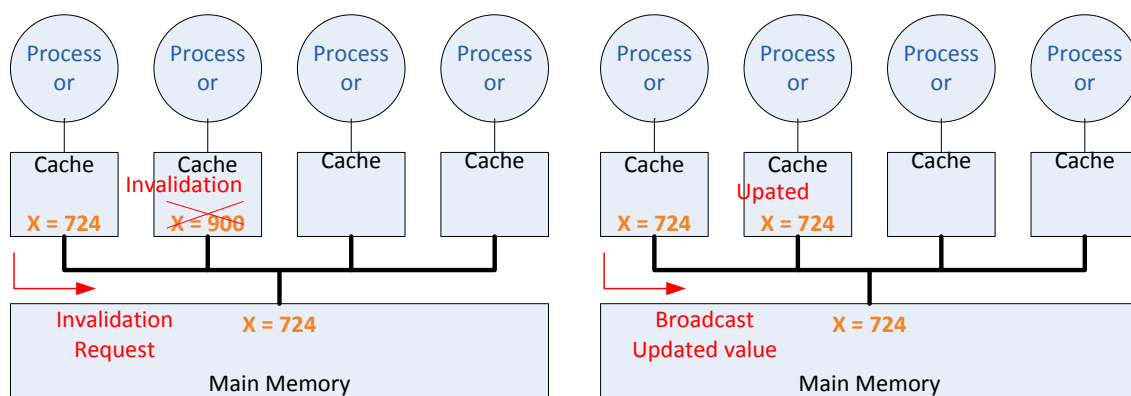 Process
or
Process
or
Process
or
Process
or
Cache
Cache
Cache
Cache
Invalidation
X = 724
X = 900
Invalidation
Request
X = 724
Main Memory
Process
or
Process
or
Process
or
Process
or
Cache
Cache
Cache
Cache
Upated
X = 724
X = 724
Broadcast
Updated value
X = 724
Main Memory